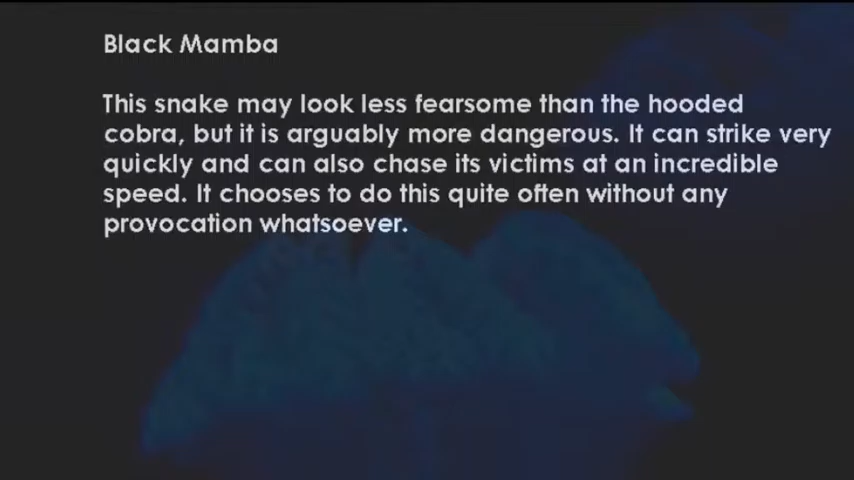 Black Mamba
This snake may look less fearsome than the hooded
cobra, but it is arguably more dangerous. It can strike very
quickly and can also chase its victims at an incredible
speed. It chooses to do this quite often without any
provocation whatsoever.